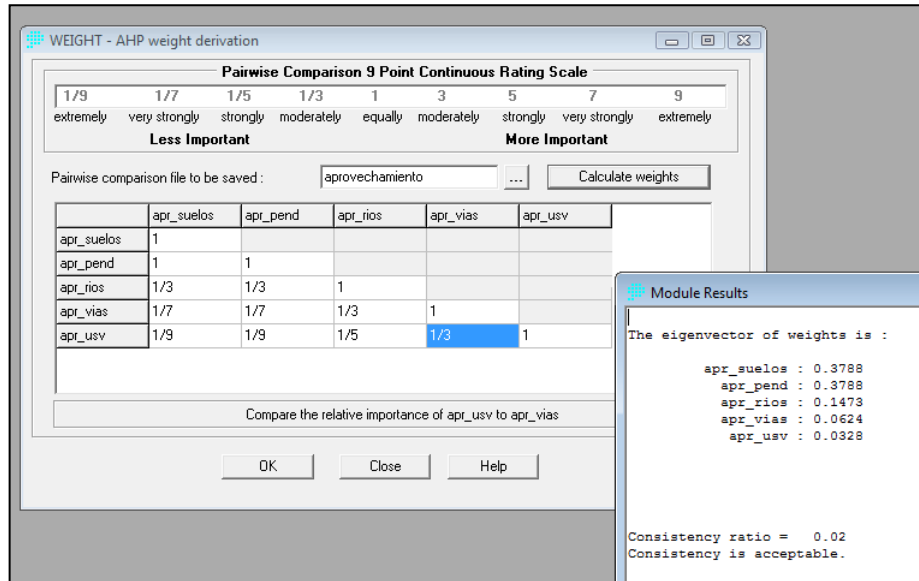 WEIGHT - AHP weight derivation
Pairwise Comparison 9 Point Continuous Rating Scale
1/9 1/7 1/5 1/3 1 3 5 7 9
extremely very strongly strongly moderately equally moderately strongly very strongly extremely
Less Important More Important
Pairwise comparison file to be saved : aprovechamiento ... Calculate weights
apr_suelos apr_pend apr_rios apr_vias apr_usv
apr_suelos 1
apr_pend 1 1
apr_rios 1/3 1/3 1
apr_vias 1/7 1/7 1/3 1
apr_usv 1/9 1/9 1/5 1/3 1
Compare the relative importance of apr_usv to apr_vias
OK Close Help
Module Results
The eigenvector of weights is :
apr_suelos : 0.3788
apr_pend : 0.3788
apr_rios : 0.1473
apr_vias : 0.0624
apr_usv : 0.0328
Consistency ratio = 0.02
Consistency is acceptable.